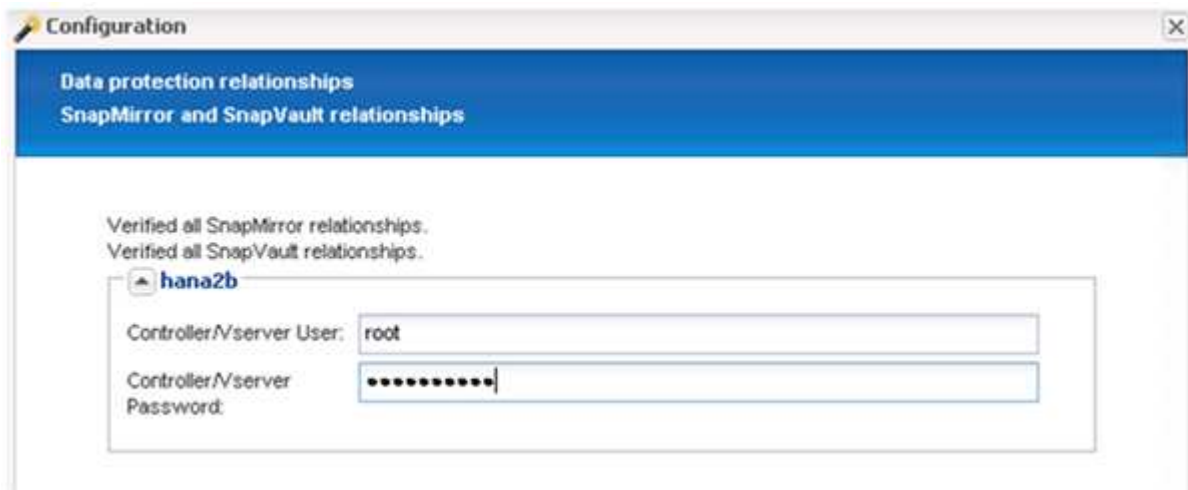 Configuration
Data protection relationships
SnapMirror and SnapVault relationships
Verified all SnapMirror relationships.
Verified all SnapVault relationships.
hana2b
Controller/Vserver User: root
Controller/Vserver ••••••••••
Password: